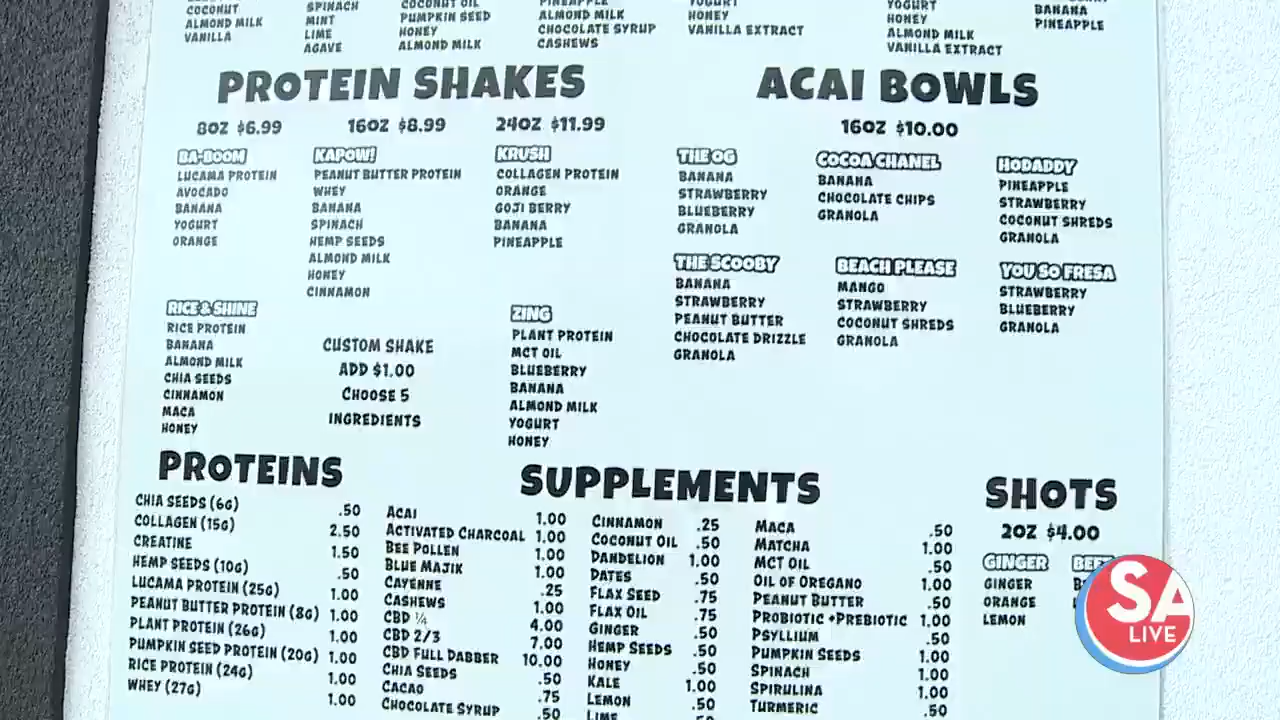 COCONUT
ALMOND MILK
VANILLA
SPINACH
MINT
LIME
AGAVE
COCONUT OIL
PUMPKIN SEED
HONEY
ALMOND MILK
PINEAPPLE
ALMOND MILK
CHOCOLATE SYRUP
CASHEWS
YOGURT
HONEY
VANILLA EXTRACT
YOGURT
HONEY
ALMOND MILK
VANILLA EXTRACT
BANANA
PINEAPPLE
PROTEIN SHAKES
8OZ $6.99 16OZ $8.99 24OZ $11.99
BA-BOOM
LUCAMA PROTEIN
AVOCADO
BANANA
YOGURT
ORANGE
KAPOW!
PEANUT BUTTER PROTEIN
WHEY
BANANA
SPINACH
HEMP SEEDS
ALMOND MILK
HONEY
CINNAMON
KRUSH
COLLAGEN PROTEIN
ORANGE
GOJI BERRY
BANANA
PINEAPPLE
RICE & SHINE
RICE PROTEIN
BANANA
ALMOND MILK
CHIA SEEDS
CINNAMON
MACA
HONEY
CUSTOM SHAKE
ADD $1.00
CHOOSE 5
INGREDIENTS
ZING
PLANT PROTEIN
MCT OIL
BLUEBERRY
BANANA
ALMOND MILK
YOGURT
HONEY
ACAI BOWLS
16OZ $10.00
THE OG
BANANA
STRAWBERRY
BLUEBERRY
GRANOLA
COCOA CHANEL
BANANA
CHOCOLATE CHIPS
GRANOLA
HODADDY
PINEAPPLE
STRAWBERRY
COCONUT SHREDS
GRANOLA
THE SCOOBY
BANANA
STRAWBERRY
PEANUT BUTTER
CHOCOLATE DRIZZLE
GRANOLA
BEACH PLEASE
MANGO
STRAWBERRY
COCONUT SHREDS
GRANOLA
YOU SO FRESA
STRAWBERRY
BLUEBERRY
GRANOLA
PROTEINS
CHIA SEEDS (6G) .50
COLLAGEN (15G) 2.50
CREATINE 1.50
HEMP SEEDS (10G) .50
LUCAMA PROTEIN (25G) 1.00
PEANUT BUTTER PROTEIN (8G) 1.00
PLANT PROTEIN (26G) 1.00
PUMPKIN SEED PROTEIN (20G) 1.00
RICE PROTEIN (24G) 1.00
WHEY (27G) 1.00
SUPPLEMENTS
ACAI 1.00
ACTIVATED CHARCOAL 1.00
BEE POLLEN 1.00
BLUE MAJIK 1.00
CAYENNE .25
CASHEWS 1.00
CBD ¼ 4.00
CBD 2/3 7.00
CBD FULL DABBER 10.00
CHIA SEEDS .50
CACAO .75
CHOCOLATE SYRUP .50
CINNAMON .25
COCONUT OIL .50
DANDELION 1.00
DATES .50
FLAX SEED .75
FLAX OIL .75
GINGER .50
HEMP SEEDS .50
HONEY .50
KALE 1.00
LEMON .50
LIME
MACA .50
MATCHA 1.00
MCT OIL .50
OIL OF OREGANO 1.00
PEANUT BUTTER .50
PROBIOTIC +PREBIOTIC 1.00
PSYLLIUM .50
PUMPKIN SEEDS 1.00
SPINACH 1.00
SPIRULINA 1.00
TURMERIC .50
SHOTS
2OZ $4.00
GINGER
GINGER
ORANGE
LEMON
SA
LIVE